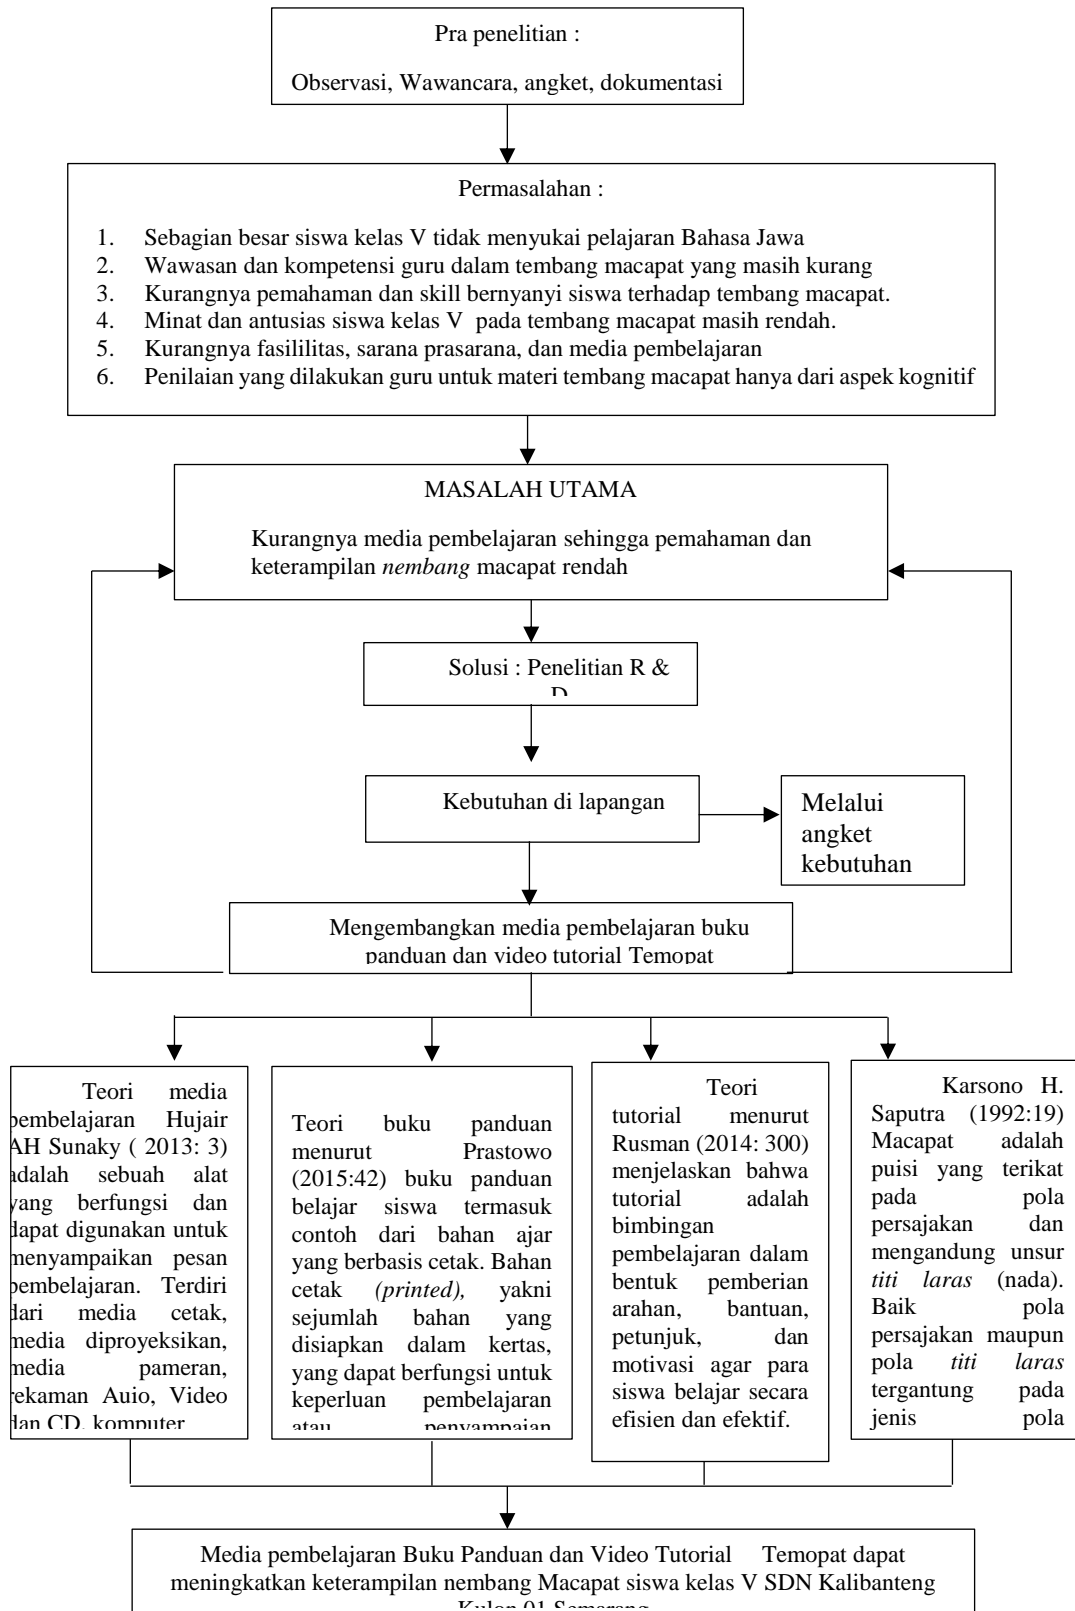 Pra penelitian :
Observasi, Wawancara, angket, dokumentasi
Permasalahan :
1. Sebagian besar siswa kelas V tidak menyukai pelajaran Bahasa Jawa
2. Wawasan dan kompetensi guru dalam tembang macapat yang masih kurang
3. Kurangnya pemahaman dan skill bernyanyi siswa terhadap tembang macapat.
4. Minat dan antusias siswa kelas V pada tembang macapat masih rendah.
5. Kurangnya fasililitas, sarana prasarana, dan media pembelajaran
6. Penilaian yang dilakukan guru untuk materi tembang macapat hanya dari aspek kognitif
MASALAH UTAMA
Kurangnya media pembelajaran sehingga pemahaman dan
keterampilan nembang macapat rendah
Solusi : Penelitian R &
D
Kebutuhan di lapangan
Melalui
angket
kebutuhan
Mengembangkan media pembelajaran buku
panduan dan video tutorial Temopat
Teori media
pembelajaran Hujair
AH Sunaky ( 2013: 3)
adalah sebuah alat
yang berfungsi dan
dapat digunakan untuk
menyampaikan pesan
pembelajaran. Terdiri
dari media cetak,
media diproyeksikan,
media pameran,
rekaman Auio, Video
dan CD, komputer
Teori buku panduan
menurut Prastowo
(2015:42) buku panduan
belajar siswa termasuk
contoh dari bahan ajar
yang berbasis cetak. Bahan
cetak (printed), yakni
sejumlah bahan yang
disiapkan dalam kertas,
yang dapat berfungsi untuk
keperluan pembelajaran
atau penyampaian
Teori
tutorial menurut
Rusman (2014: 300)
menjelaskan bahwa
tutorial adalah
bimbingan
pembelajaran dalam
bentuk pemberian
arahan, bantuan,
petunjuk, dan
motivasi agar para
siswa belajar secara
efisien dan efektif.
Karsono H.
Saputra (1992:19)
Macapat adalah
puisi yang terikat
pada pola
persajakan dan
mengandung unsur
titi laras (nada).
Baik pola
persajakan maupun
pola titi laras
tergantung pada
jenis pola
Media pembelajaran Buku Panduan dan Video Tutorial Temopat dapat
meningkatkan keterampilan nembang Macapat siswa kelas V SDN Kalibanteng
Kulon 01 Semarang